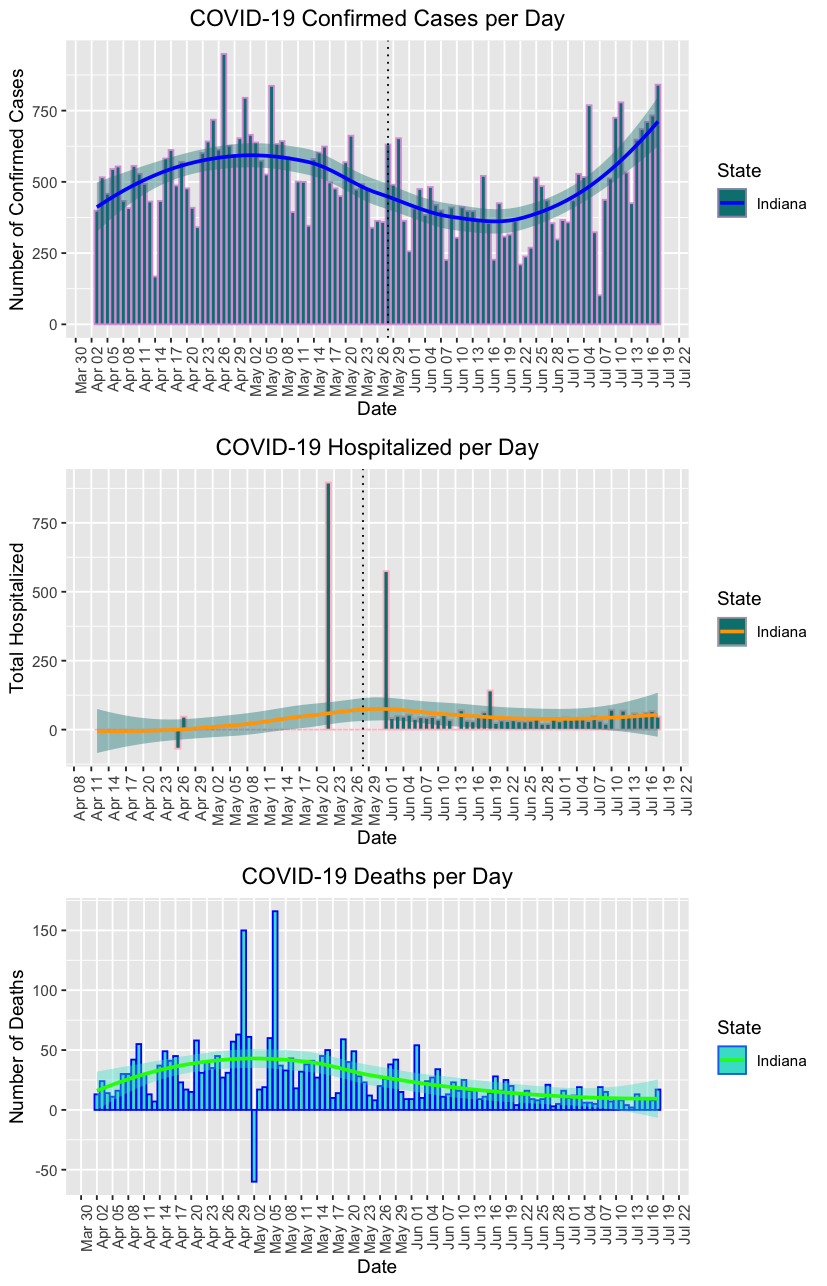 COVID-19 Confirmed Cases per Day
Number of Confirmed Cases
750
500
250
0
Mar 30
Apr 02
Apr 05
Apr 08
Apr 11
Apr 14
Apr 17
Apr 20
Apr 23
Apr 26
Apr 29
May 02
May 05
May 08
May 11
May 14
May 17
May 20
May 23
May 26
May 29
Jun 01
Jun 04
Jun 07
Jun 10
Jun 13
Jun 16
Jun 19
Jun 22
Jun 25
Jun 28
Jul 01
Jul 04
Jul 07
Jul 10
Jul 13
Jul 16
Jul 19
Jul 22
Date
State
Indiana
COVID-19 Hospitalized per Day
Total Hospitalized
750
500
250
0
Apr 08
Apr 11
Apr 14
Apr 17
Apr 20
Apr 23
Apr 26
Apr 29
May 02
May 05
May 08
May 11
May 14
May 17
May 20
May 23
May 26
May 29
Jun 01
Jun 04
Jun 07
Jun 10
Jun 13
Jun 16
Jun 19
Jun 22
Jun 25
Jun 28
Jul 01
Jul 04
Jul 07
Jul 10
Jul 13
Jul 16
Jul 19
Jul 22
Date
State
Indiana
COVID-19 Deaths per Day
Number of Deaths
150
100
50
0
-50
Mar 30
Apr 02
Apr 05
Apr 08
Apr 11
Apr 14
Apr 17
Apr 20
Apr 23
Apr 26
Apr 29
May 02
May 05
May 08
May 11
May 14
May 17
May 20
May 23
May 26
May 29
Jun 01
Jun 04
Jun 07
Jun 10
Jun 13
Jun 16
Jun 19
Jun 22
Jun 25
Jun 28
Jul 01
Jul 04
Jul 07
Jul 10
Jul 13
Jul 16
Jul 19
Jul 22
Date
State
Indiana